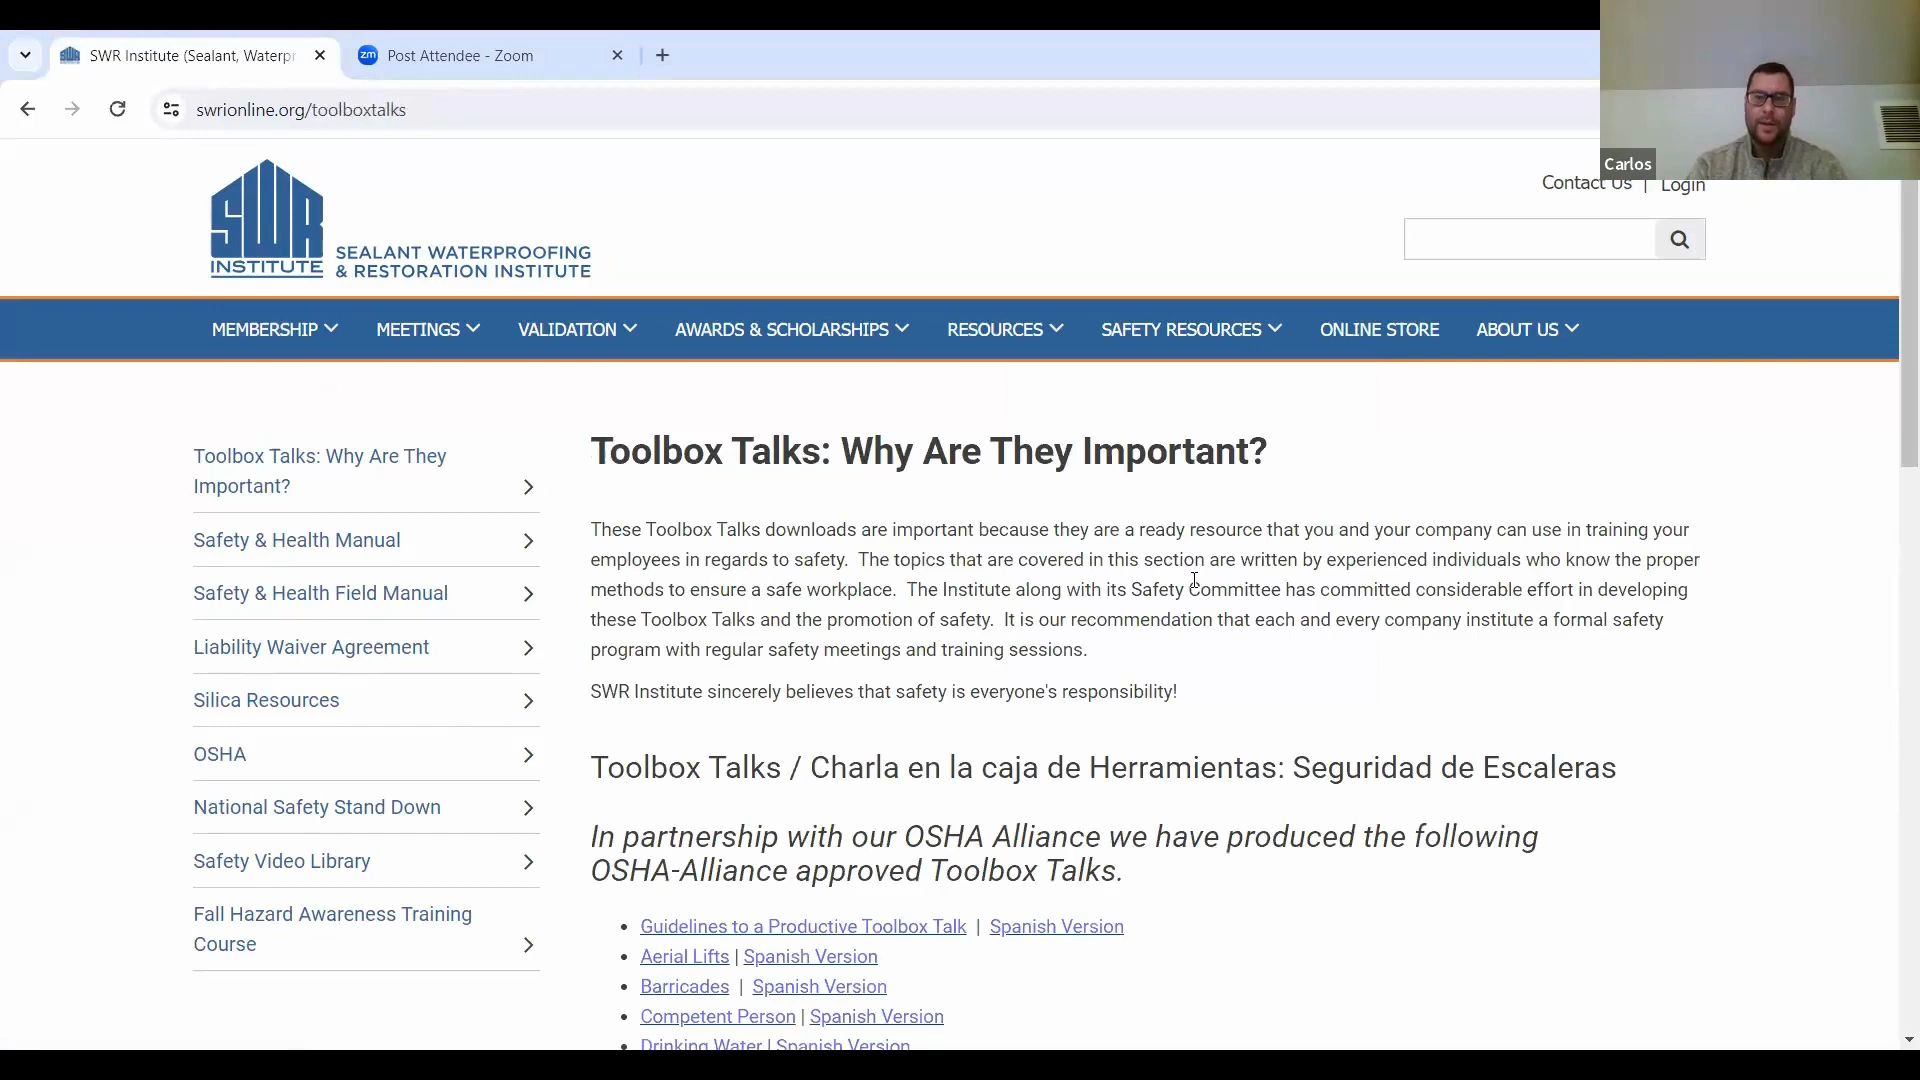 SWR Institute (Sealant, Waterpr
zm Post Attendee - Zoom
swrionline.org/toolboxtalks
Carlos
Contact Us | Login
SWR
INSTITUTE
SEALANT WATERPROOFING
& RESTORATION INSTITUTE
MEMBERSHIP MEETINGS VALIDATION AWARDS & SCHOLARSHIPS RESOURCES SAFETY RESOURCES ONLINE STORE ABOUT US
Toolbox Talks: Why Are They
Important?
Safety & Health Manual
Safety & Health Field Manual
Liability Waiver Agreement
Silica Resources
OSHA
National Safety Stand Down
Safety Video Library
Fall Hazard Awareness Training
Course
Toolbox Talks: Why Are They Important?
These Toolbox Talks downloads are important because they are a ready resource that you and your company can use in training your
employees in regards to safety. The topics that are covered in this section are written by experienced individuals who know the proper
methods to ensure a safe workplace. The Institute along with its Safety Committee has committed considerable effort in developing
these Toolbox Talks and the promotion of safety. It is our recommendation that each and every company institute a formal safety
program with regular safety meetings and training sessions.
SWR Institute sincerely believes that safety is everyone's responsibility!
Toolbox Talks / Charla en la caja de Herramientas: Seguridad de Escaleras
In partnership with our OSHA Alliance we have produced the following
OSHA-Alliance approved Toolbox Talks.
• Guidelines to a Productive Toolbox Talk | Spanish Version
• Aerial Lifts | Spanish Version
• Barricades | Spanish Version
• Competent Person | Spanish Version
• Drinking Water | Spanish Version